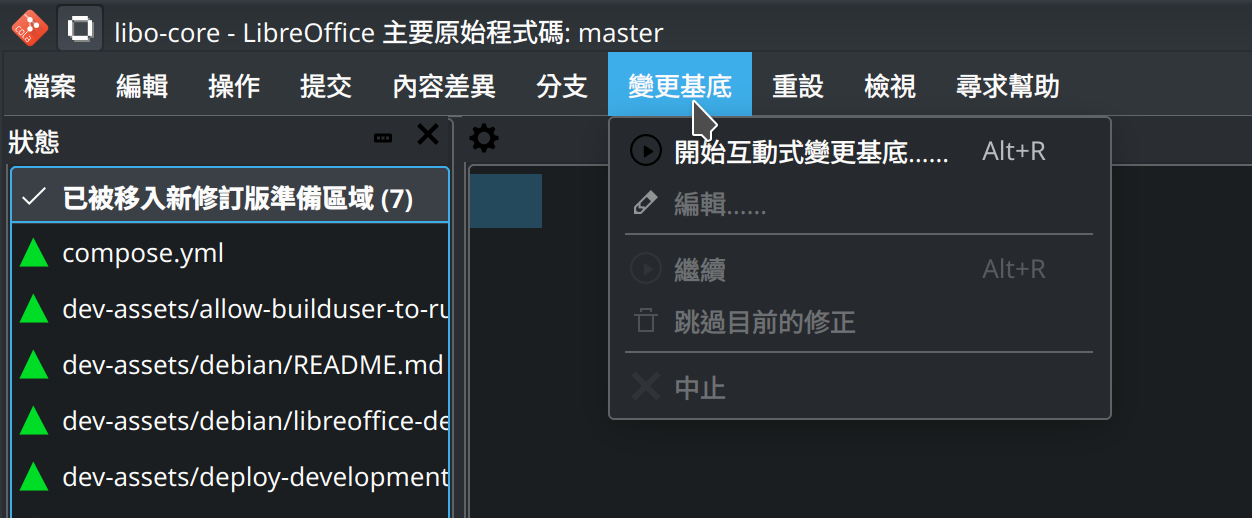 libo-core - LibreOffice 主要原始程式碼: master
檔案 編輯 操作 提交 內容差異 分支 變更基底 重設 檢視 尋求幫助
狀態
已被移入新修訂版準備區域 (7)
compose.yml
dev-assets/allow-builduser-to-ru
dev-assets/debian/README.md
dev-assets/debian/libreoffice-de
dev-assets/deploy-development
開始互動式變更基底...... Alt+R
編輯......
繼續 Alt+R
跳過目前的修正
中止
cola